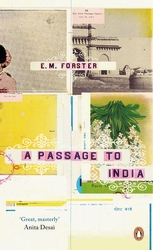 E.M. FORSTER
A PASSAGE TO
INDIA
'Great, masterly'
Anita Desai